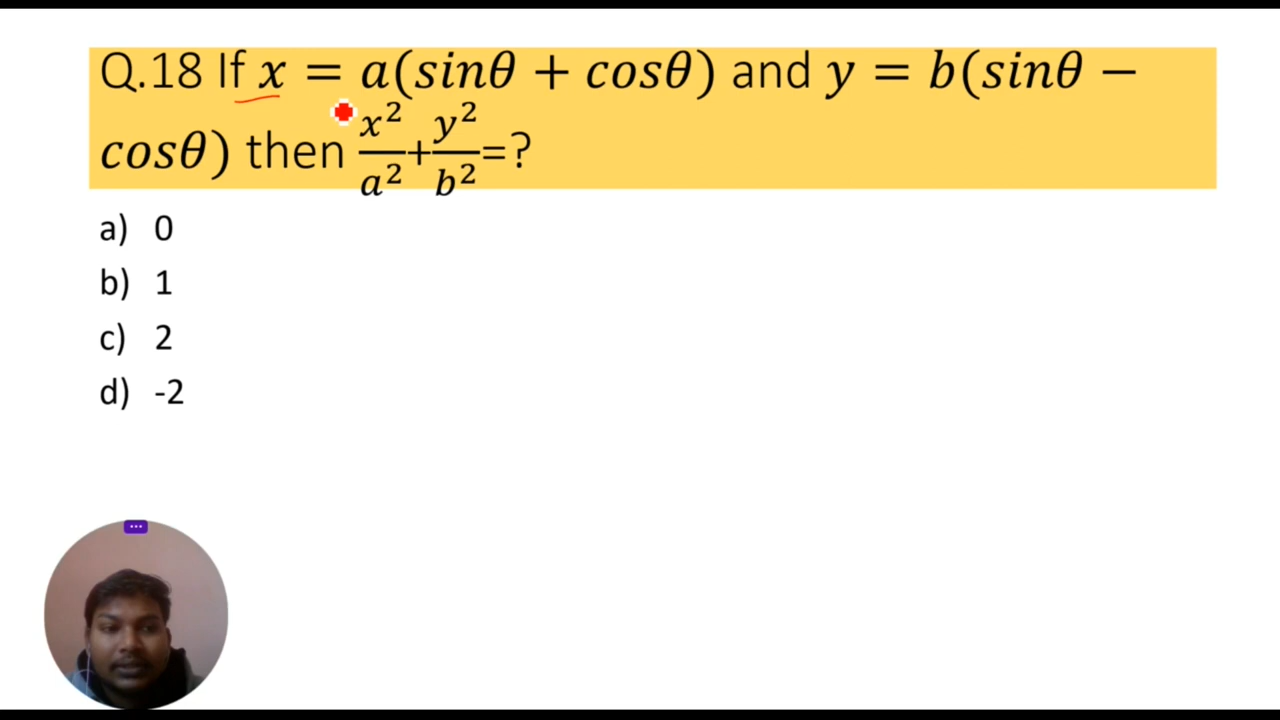 Q.18 If x = a(sinθ + cosθ) and y = b(sinθ −
cosθ) then x²/a²+y²/b²=?
a) 0
b) 1
c) 2
d) -2